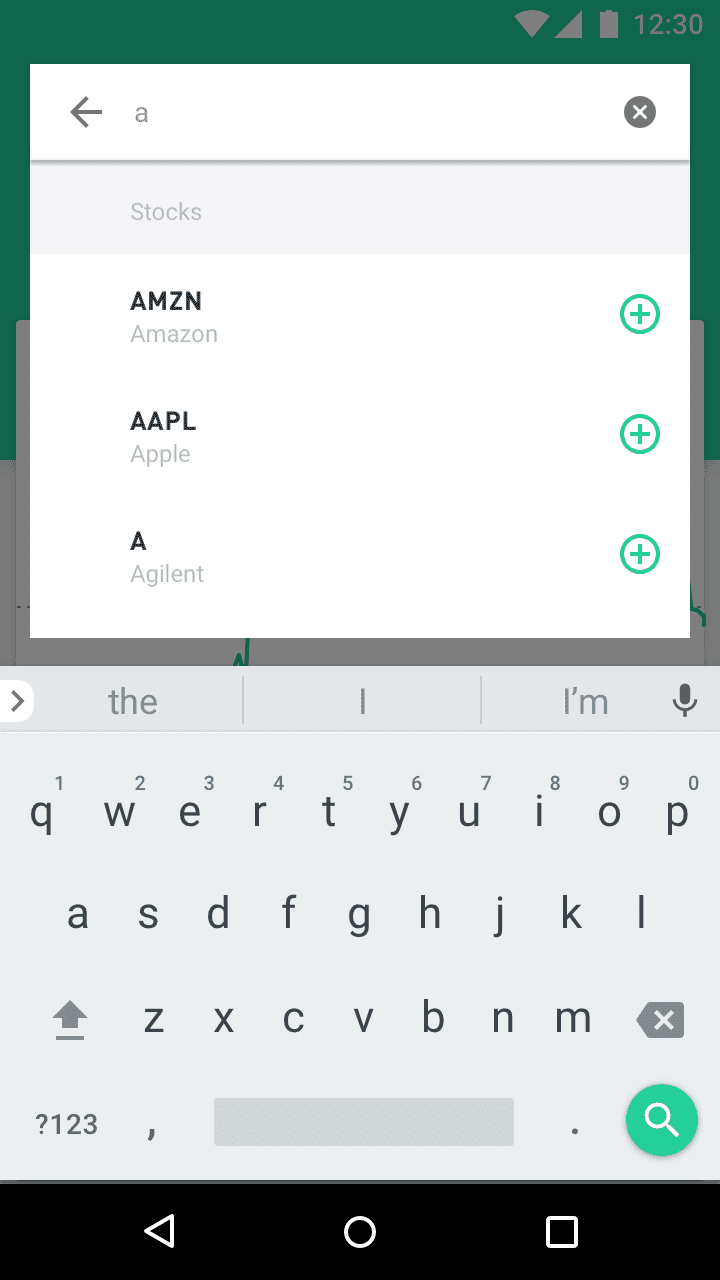 12:30
a
Stocks
AMZN
Amazon
AAPL
Apple
A
Agilent
the I I’m
1 2 3 4 5 6 7 8 9 0
q w e r t y u i o p
a s d f g h j k l
z x c v b n m
?123 , .